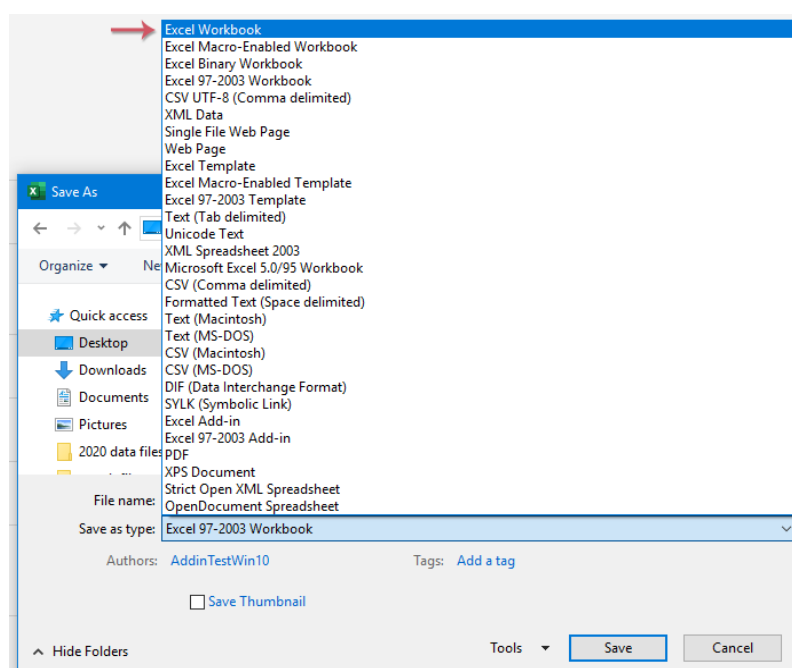 Excel Workbook
Excel Macro-Enabled Workbook
Excel Binary Workbook
Excel 97-2003 Workbook
CSV UTF-8 (Comma delimited)
XML Data
Single File Web Page
Web Page
Excel Template
Excel Macro-Enabled Template
Excel 97-2003 Template
Text (Tab delimited)
Unicode Text
XML Spreadsheet 2003
Microsoft Excel 5.0/95 Workbook
CSV (Comma delimited)
Formatted Text (Space delimited)
Text (Macintosh)
Text (MS-DOS)
CSV (Macintosh)
CSV (MS-DOS)
DIF (Data Interchange Format)
SYLK (Symbolic Link)
Excel Add-in
Excel 97-2003 Add-in
PDF
XPS Document
Strict Open XML Spreadsheet
OpenDocument Spreadsheet
Save As
Organize
Quick access
Desktop
Downloads
Documents
Pictures
2020 data files
File name:
Save as type: Excel 97-2003 Workbook
Authors: AddinTestWin10 Tags: Add a tag
Save Thumbnail
Hide Folders Tools Save Cancel